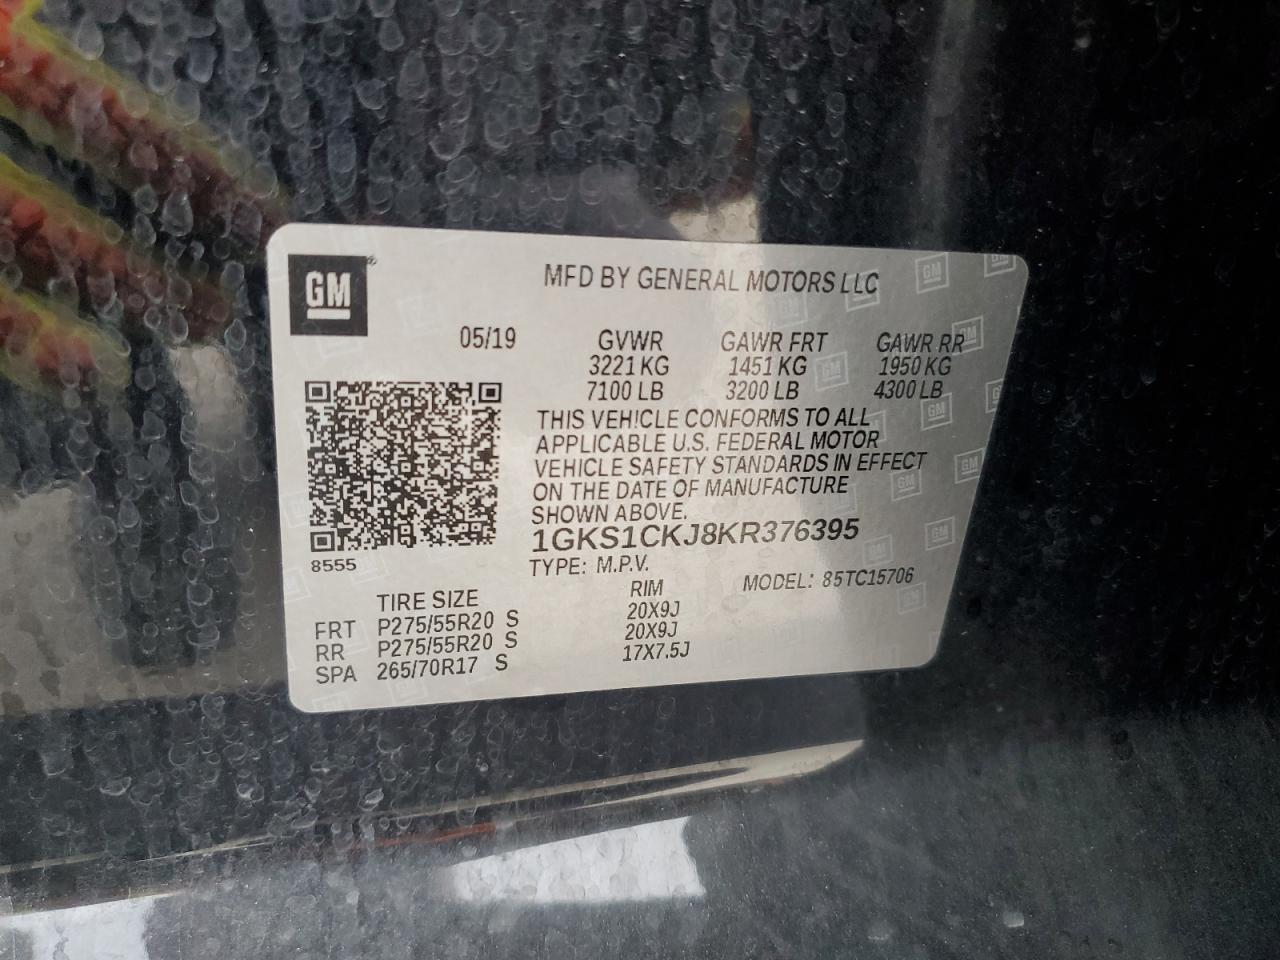 GM®
MFD BY GENERAL MOTORS LLC
05/19 GVWR GAWR FRT GAWR RR
3221 KG 1451 KG 1950 KG
7100 LB 3200 LB 4300 LB
THIS VEHICLE CONFORMS TO ALL
APPLICABLE U.S. FEDERAL MOTOR
VEHICLE SAFETY STANDARDS IN EFFECT
ON THE DATE OF MANUFACTURE
SHOWN ABOVE.
1GKS1CKJ8KR376395
8555
TYPE: M.P.V. MODEL: 85TC15706
TIRE SIZE RIM
FRT P275/55R20 S 20X9J
RR P275/55R20 S 20X9J
SPA 265/70R17 S 17X7.5J